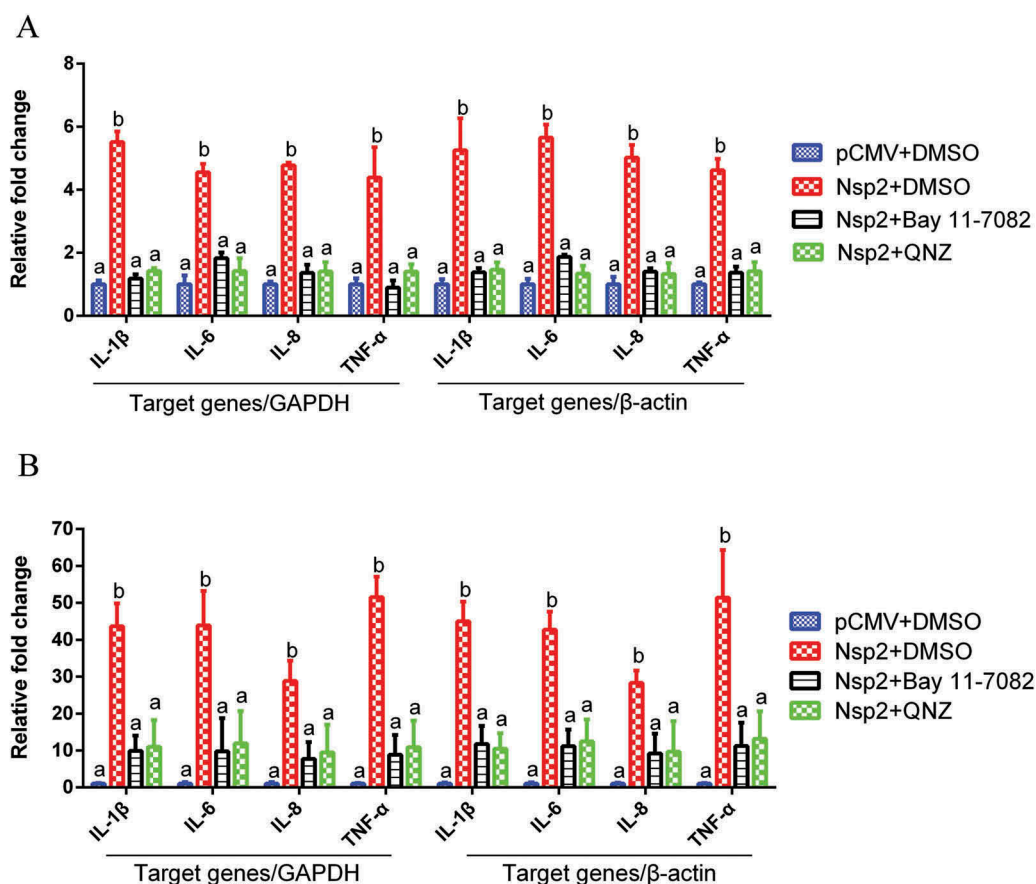 A
Relative fold change
8
6
4
2
0
a b a a a b a a a b a a a b a a a b a a a b a a a b a a a b a a
IL-1β IL-6 IL-8 TNF-α IL-1β IL-6 IL-8 TNF-α
Target genes/GAPDH Target genes/β-actin
pCMV+DMSO
Nsp2+DMSO
Nsp2+Bay 11-7082
Nsp2+QNZ
B
Relative fold change
70
60
50
40
30
20
10
0
a b a a a b a a a b a a a b a a a b a a a b a a a b a a a b a a
IL-1β IL-6 IL-8 TNF-α IL-1β IL-6 IL-8 TNF-α
Target genes/GAPDH Target genes/β-actin
pCMV+DMSO
Nsp2+DMSO
Nsp2+Bay 11-7082
Nsp2+QNZ